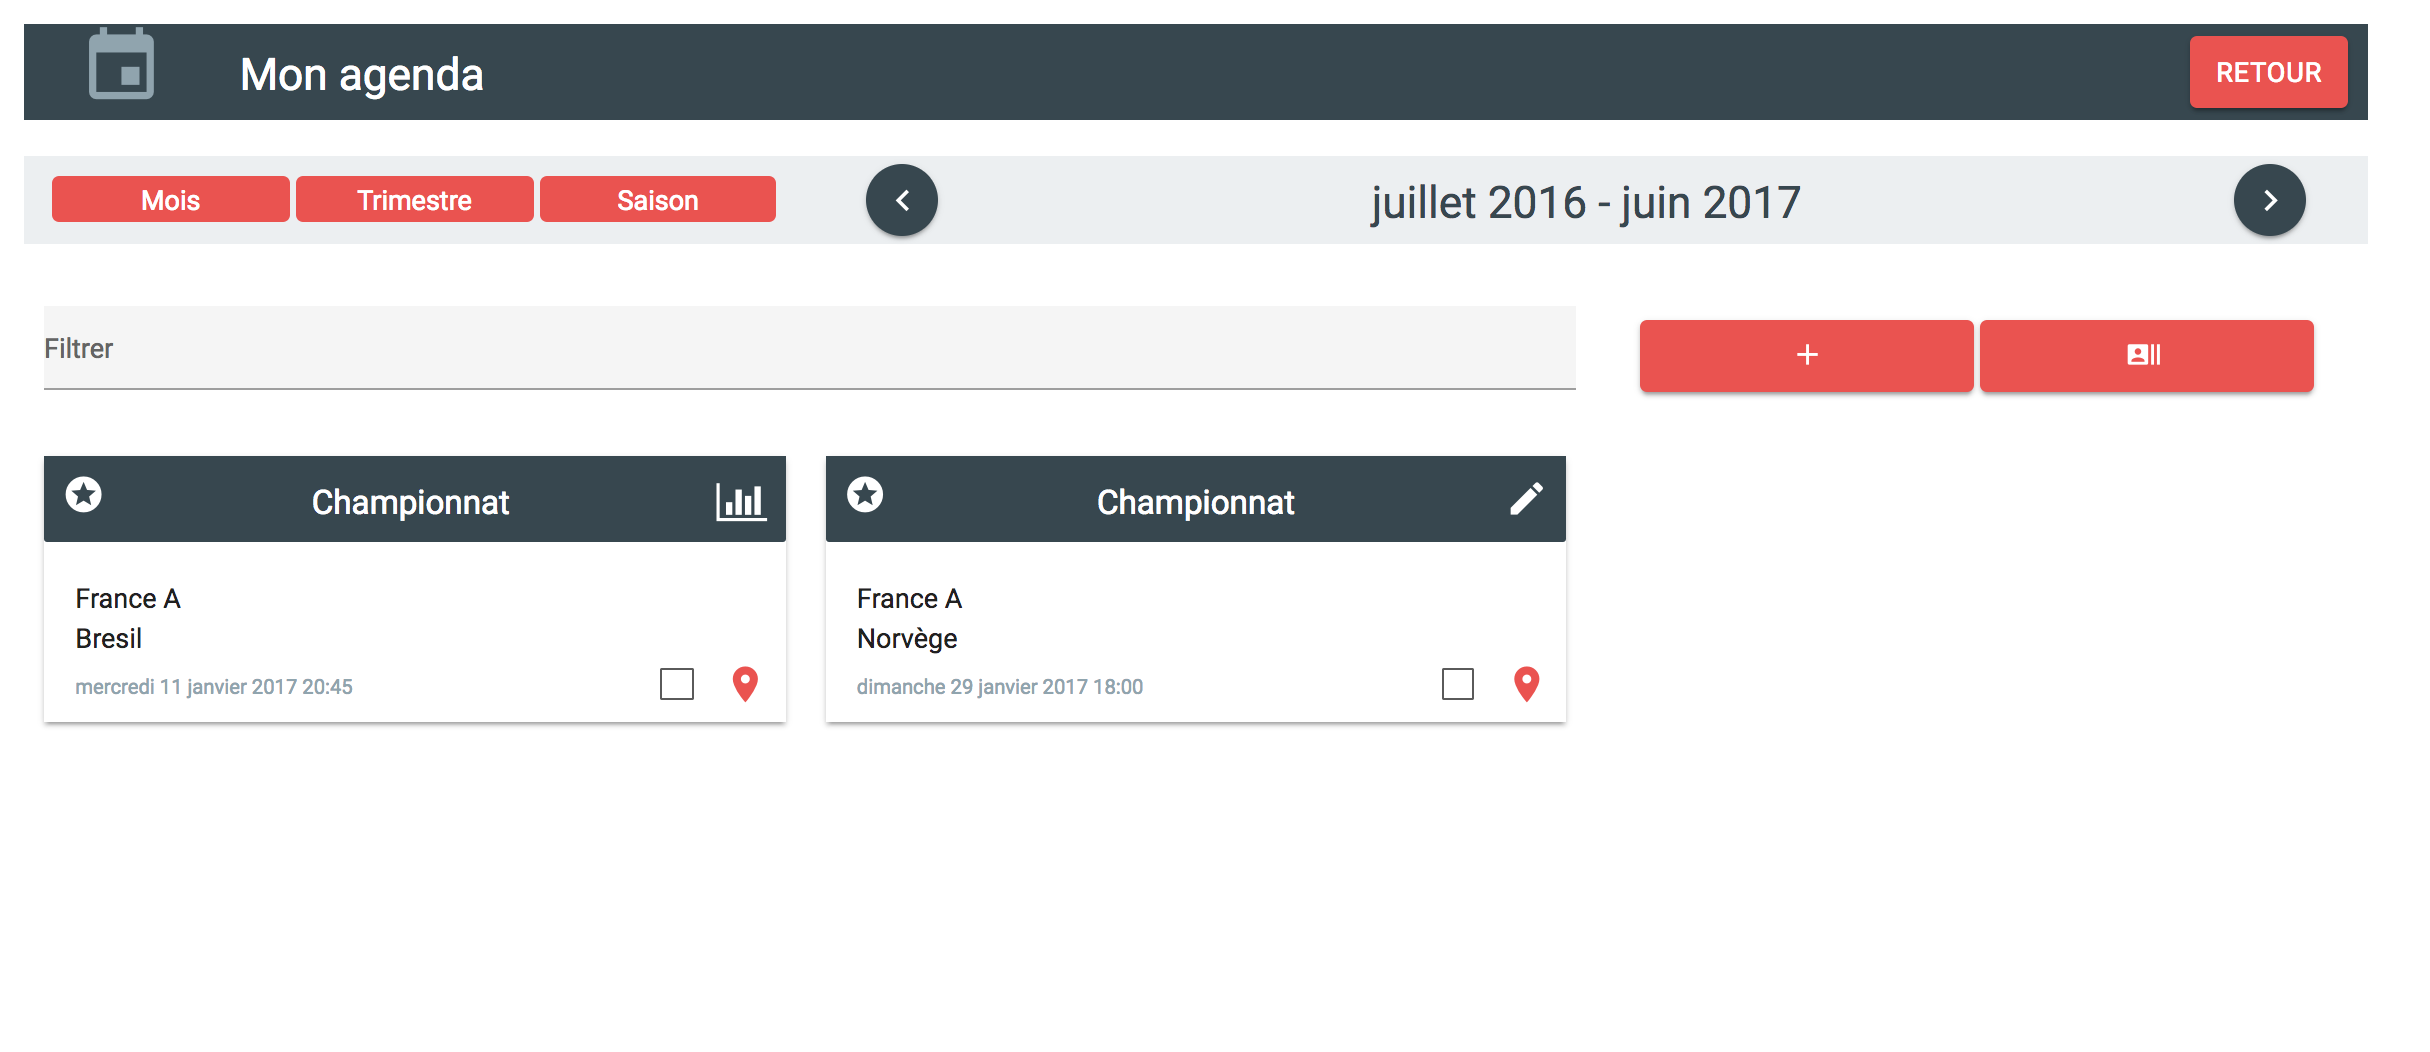 Mon agenda
RETOUR
Mois
Trimestre
Saison
juillet 2016 - juin 2017
Filtrer
Championnat
France A
Bresil
mercredi 11 janvier 2017 20:45
Championnat
France A
Norvège
dimanche 29 janvier 2017 18:00